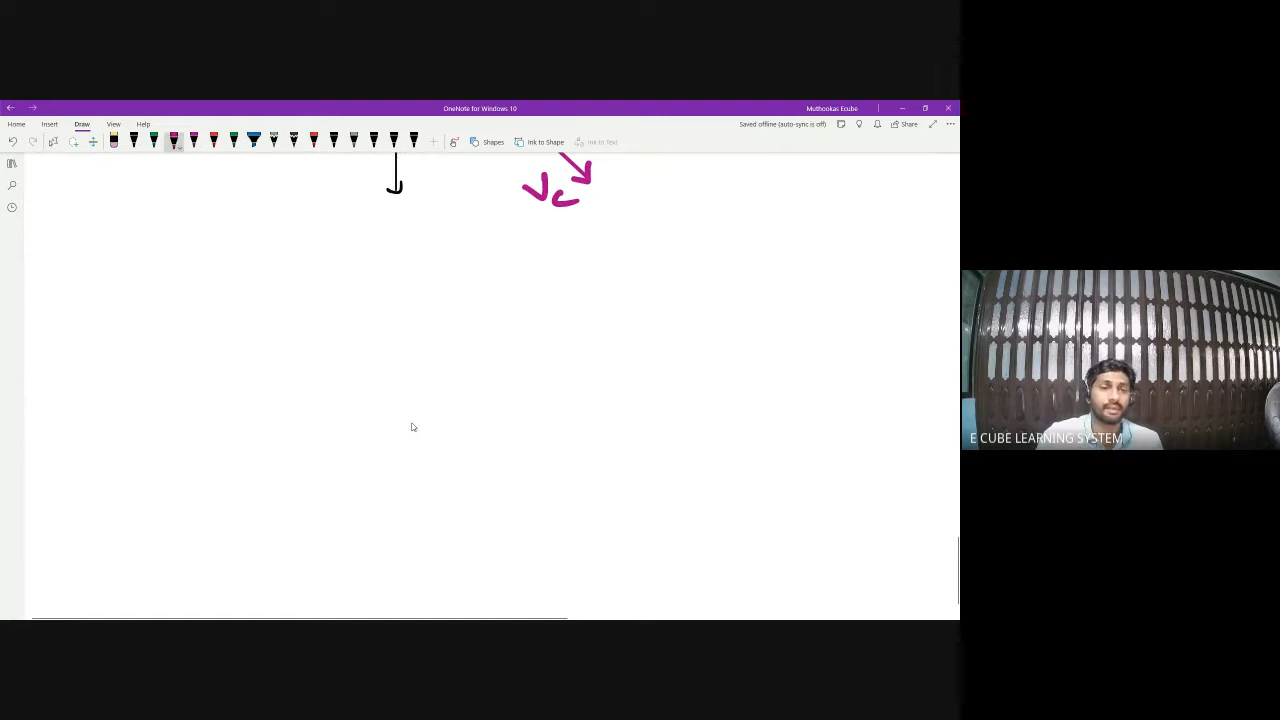 OneNote for Windows 10
Muthookas Ecube
Home Insert Draw View Help
Saved offline (auto-sync is off)
Share
Shapes
Ink to Shape
Ink to Text
Vc
E CUBE LEARNING SYSTEM